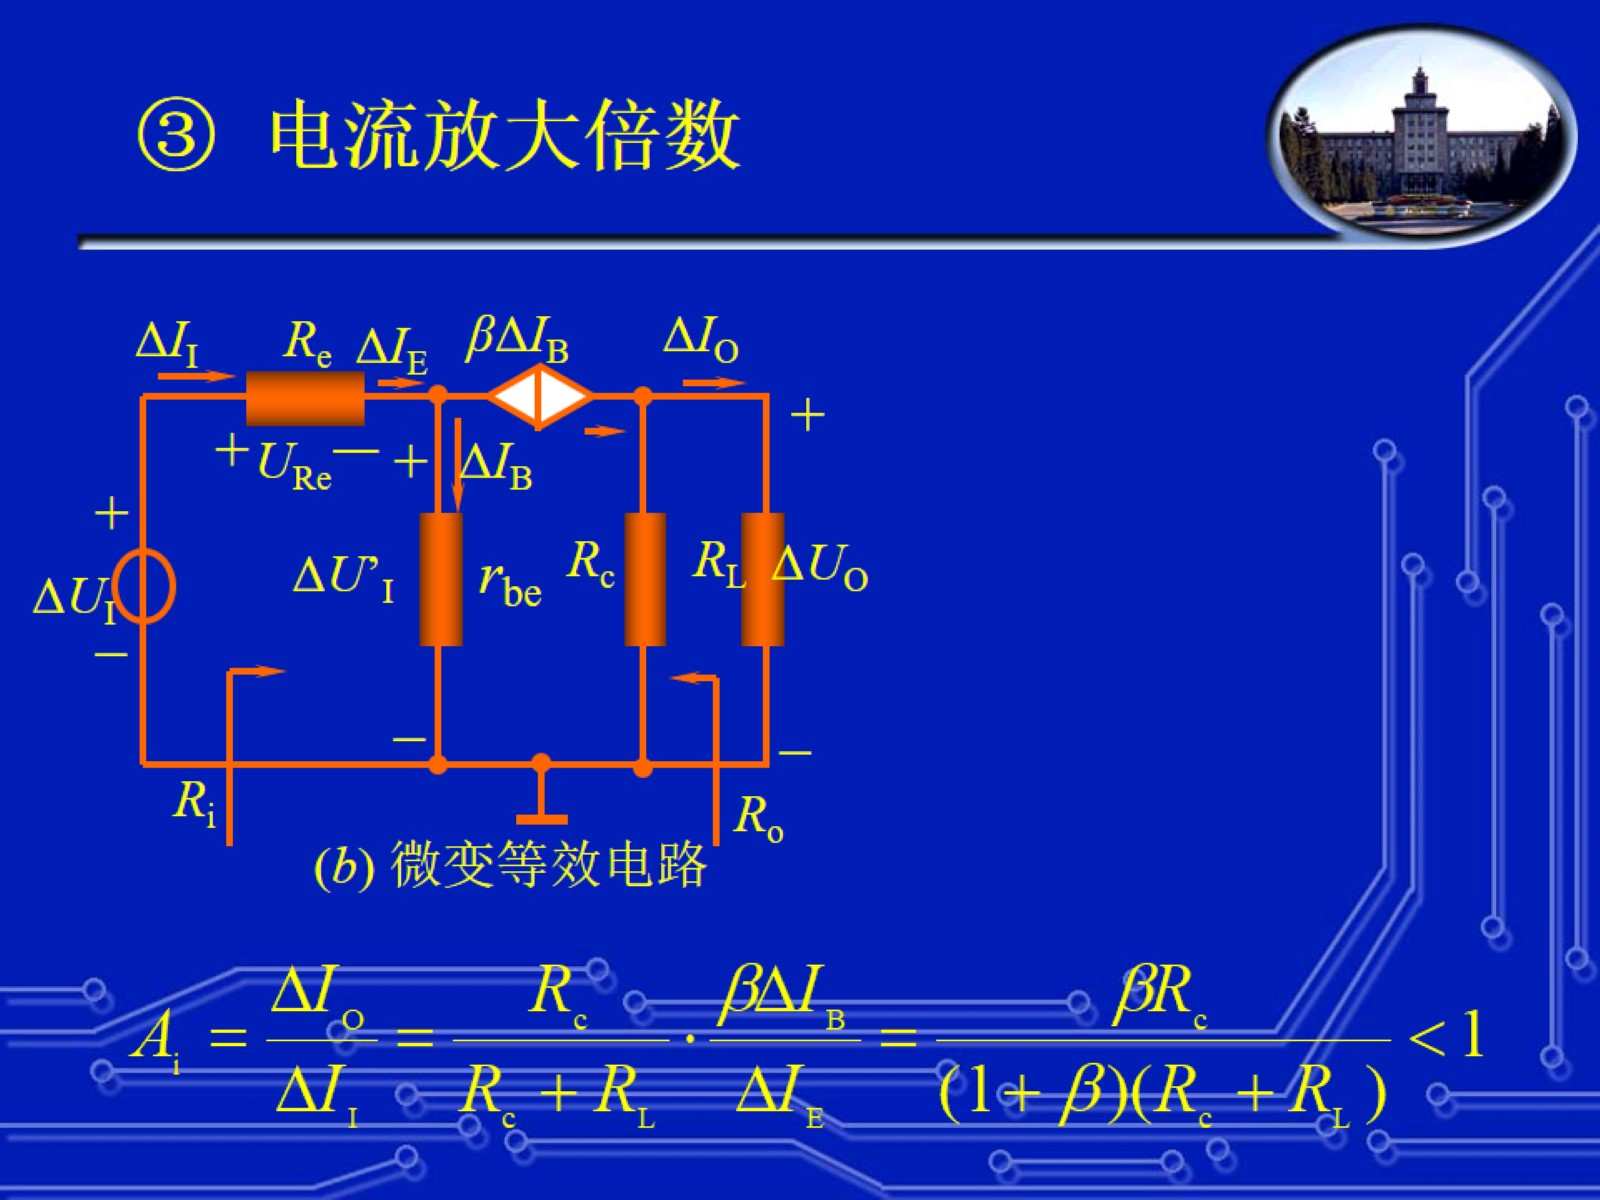 ③ 电流放大倍数
ΔI_I R_e ΔI_E βΔI_B ΔI_O
+ U_Re − + ΔI_B +
+
ΔU_I ΔU'_I r_be R_c R_L ΔU_O
−
− −
R_i R_o
(b) 微变等效电路
A_i = ΔI_O / ΔI_I = R_c / (R_c + R_L) · βΔI_B / ΔI_E = βR_c / ((1+β)(R_c + R_L)) < 1